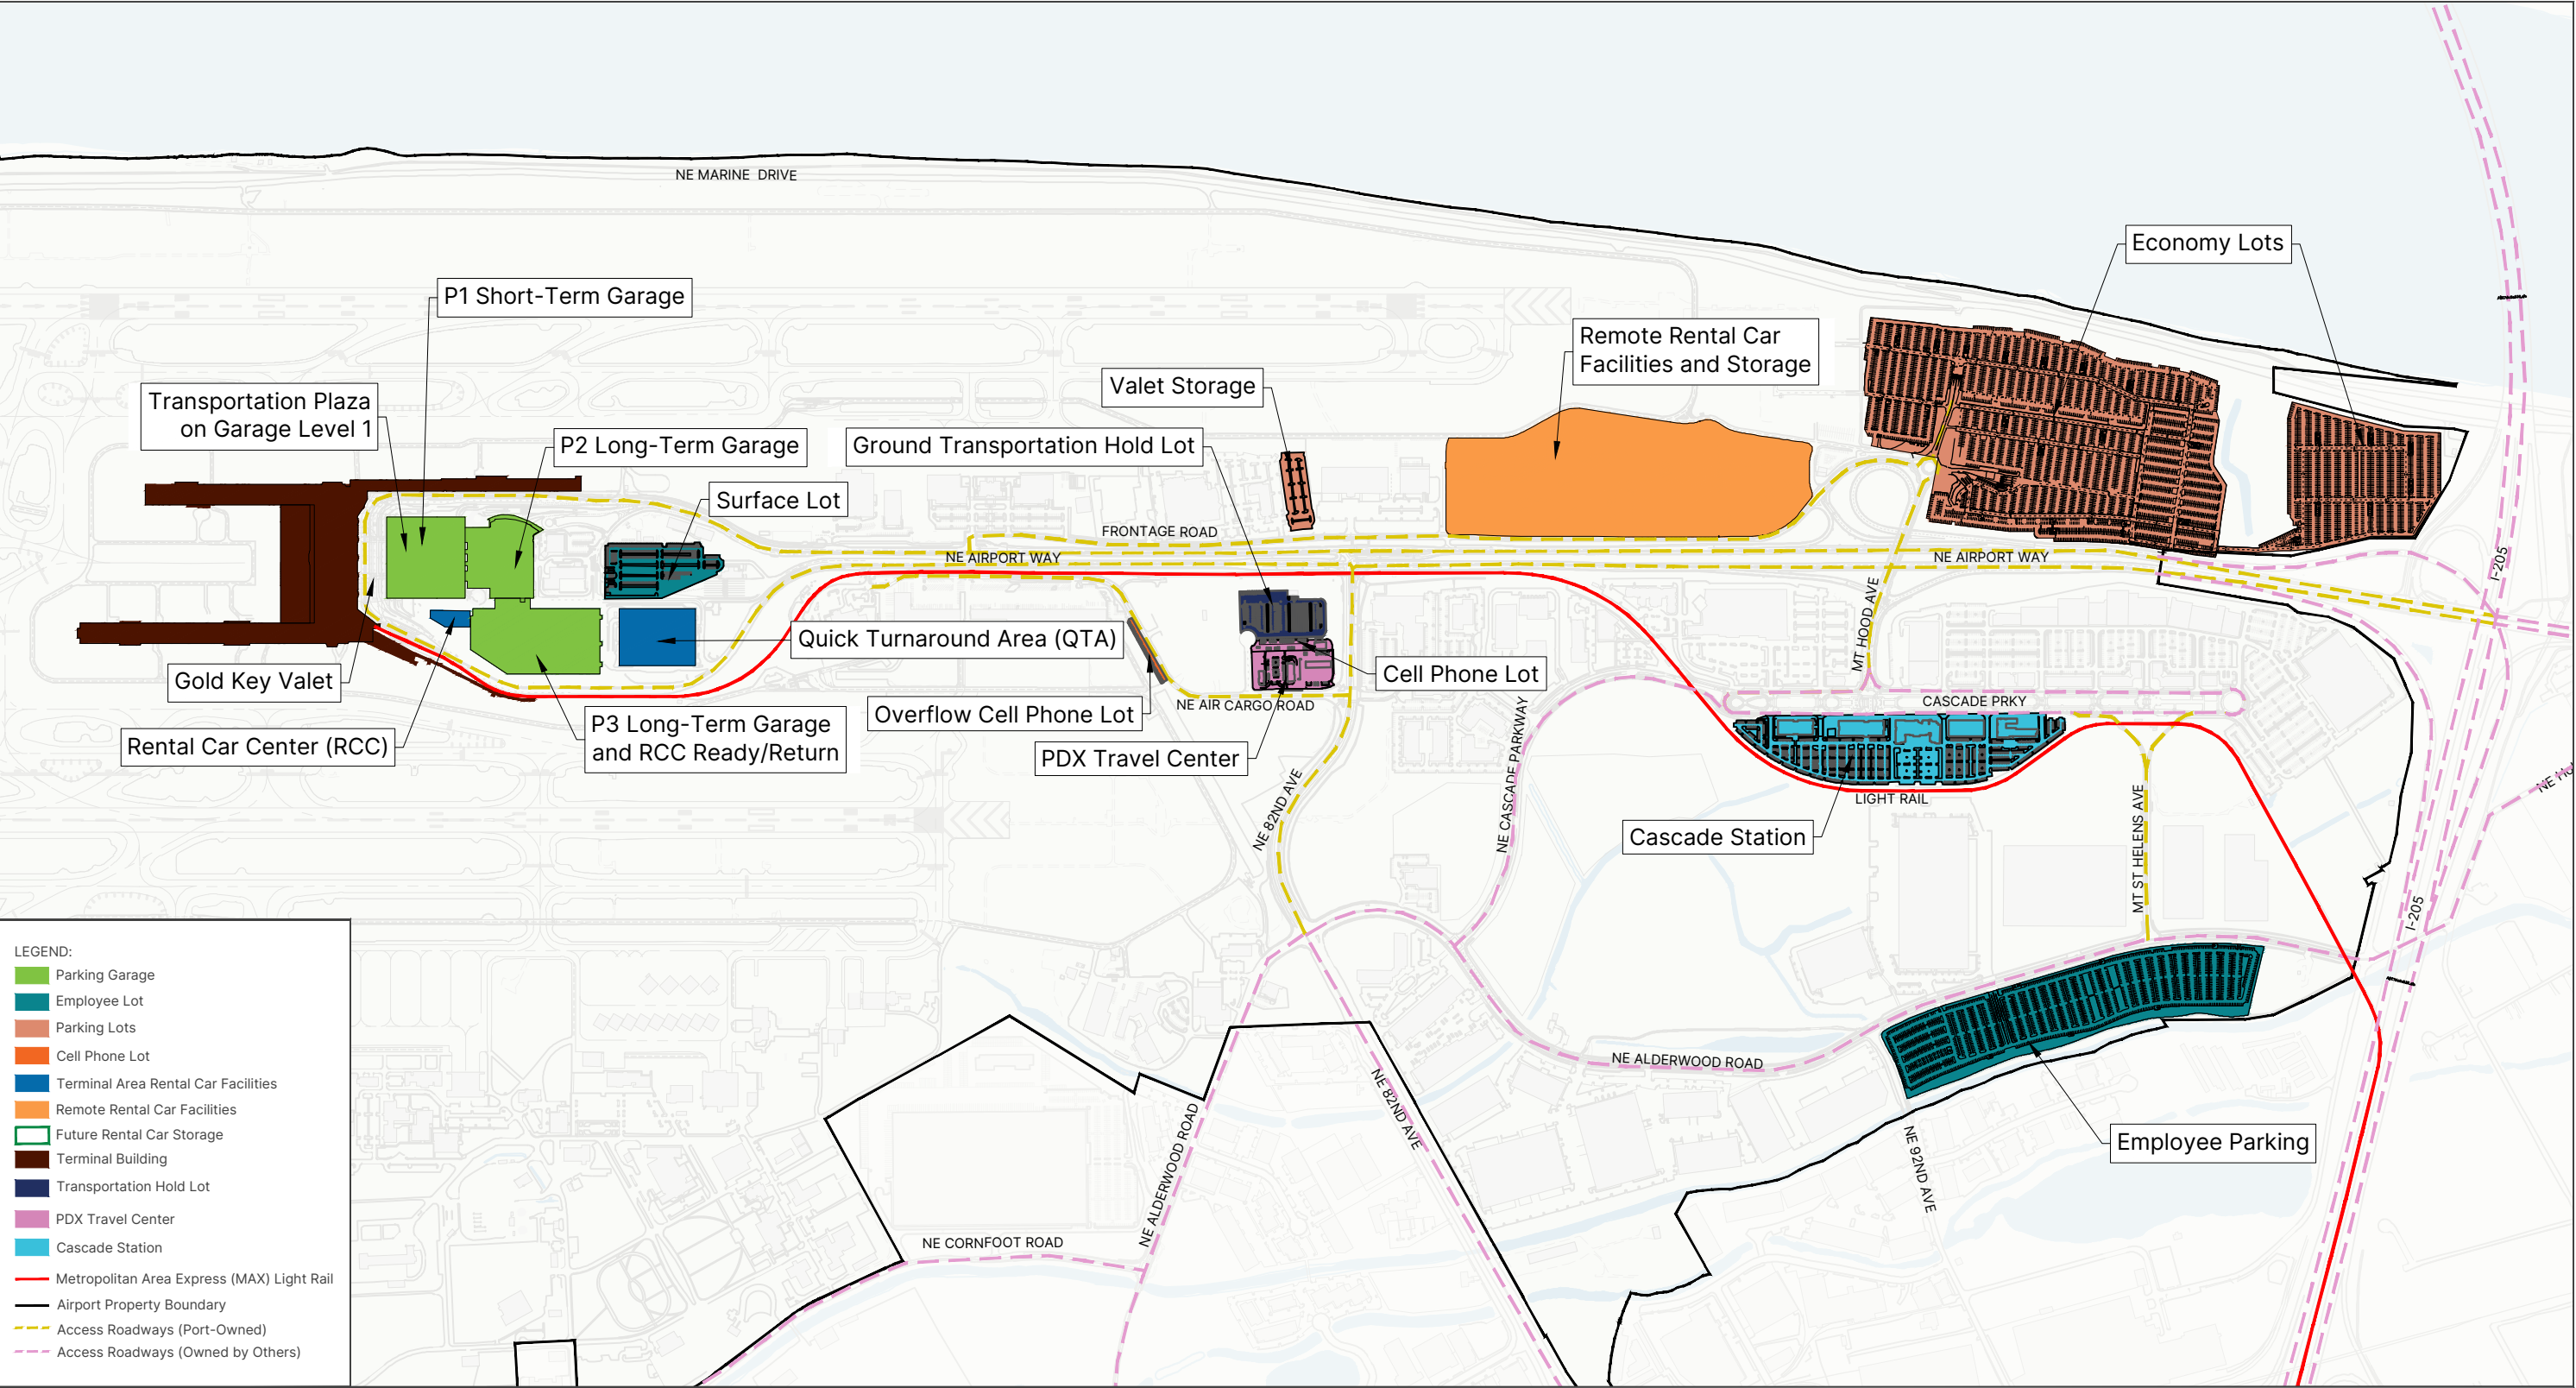 NE MARINE DRIVE
Economy Lots
P1 Short-Term Garage
Remote Rental Car
Facilities and Storage
Valet Storage
Transportation Plaza
on Garage Level 1
P2 Long-Term Garage
Ground Transportation Hold Lot
Surface Lot
FRONTAGE ROAD
NE AIRPORT WAY
NE AIRPORT WAY
I-205
MT HOOD AVE
Quick Turnaround Area (QTA)
Cell Phone Lot
Gold Key Valet
NE AIR CARGO ROAD
CASCADE PRKY
Overflow Cell Phone Lot
P3 Long-Term Garage
and RCC Ready/Return
Rental Car Center (RCC)
PDX Travel Center
NE CASCADE PARKWAY
NE 82ND AVE
LIGHT RAIL
Cascade Station
MT ST HELENS AVE
I-205
NE ALDERWOOD ROAD
NE 82ND AVE
NE ALDERWOOD ROAD
NE 92ND AVE
Employee Parking
NE CORNFOOT ROAD
LEGEND:
Parking Garage
Employee Lot
Parking Lots
Cell Phone Lot
Terminal Area Rental Car Facilities
Remote Rental Car Facilities
Future Rental Car Storage
Terminal Building
Transportation Hold Lot
PDX Travel Center
Cascade Station
Metropolitan Area Express (MAX) Light Rail
Airport Property Boundary
Access Roadways (Port-Owned)
Access Roadways (Owned by Others)